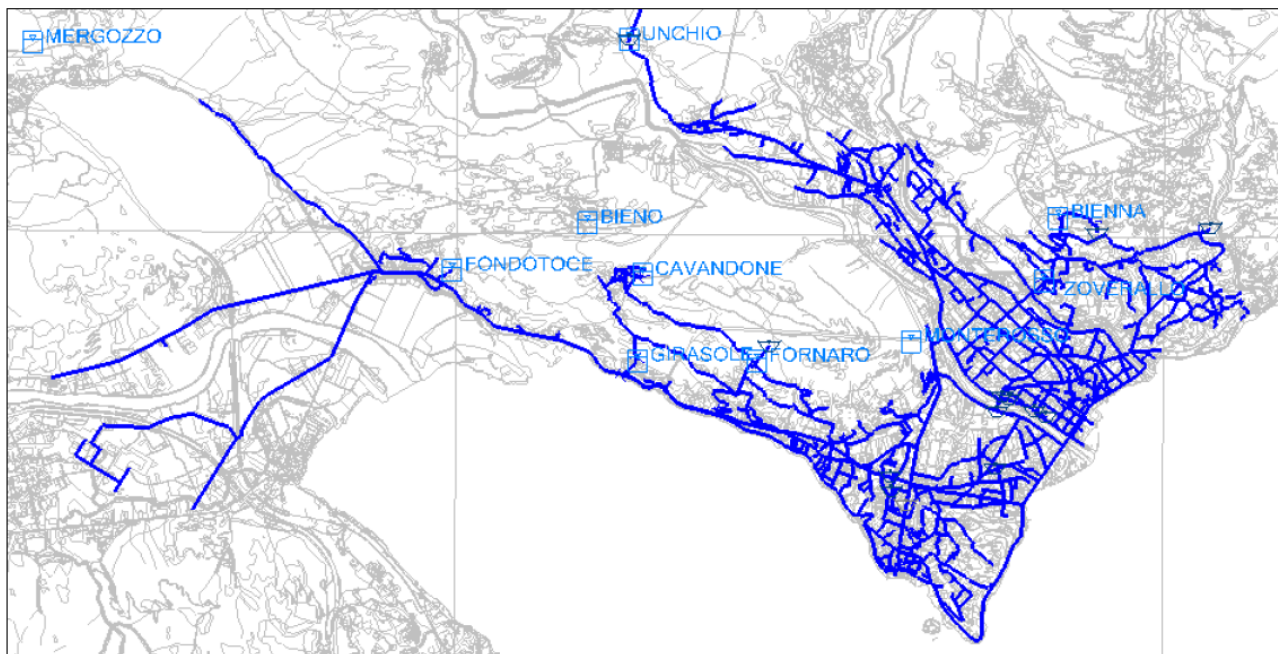 MERGOZZO
UNCHIO
BIENO
BIENNA
FONDOTOCE
CAVANDONE
ZOVERALLO
MONTEROSSO
GIRASOLE
FORNARO